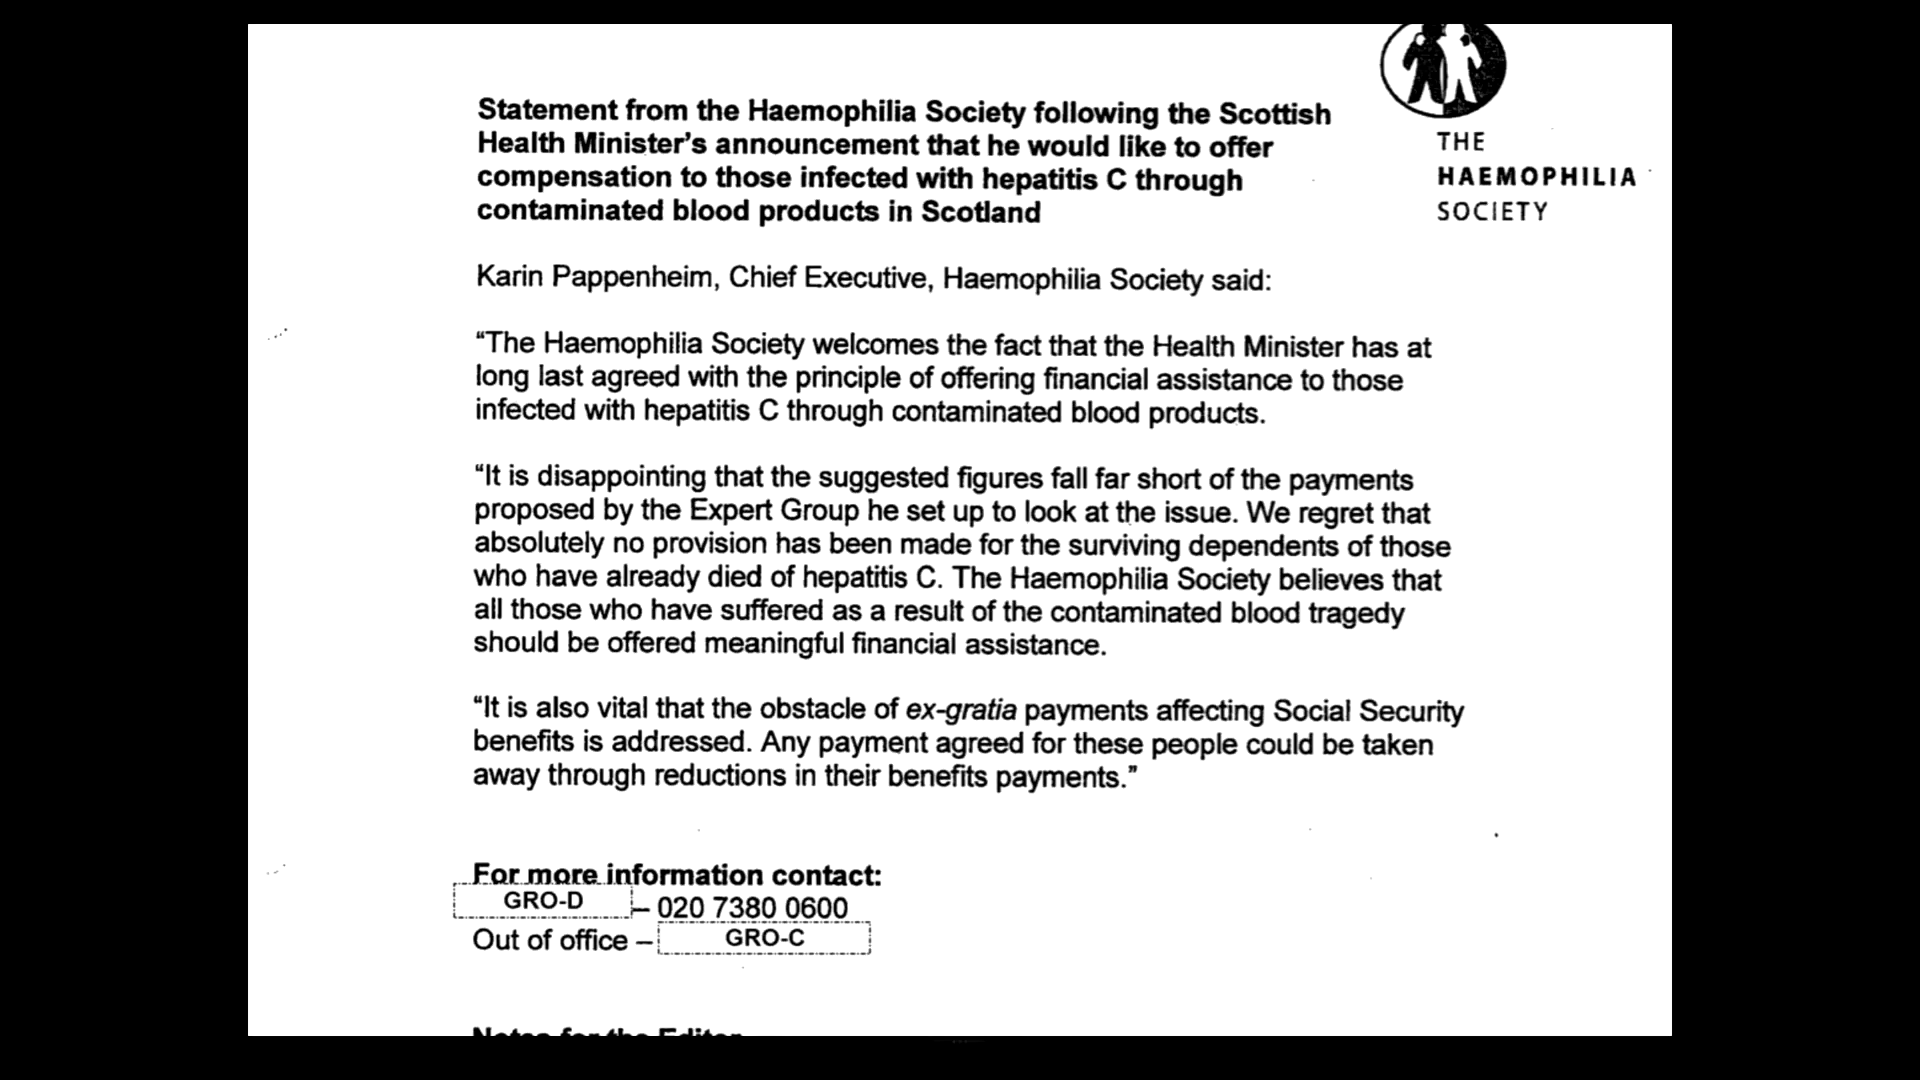 Statement from the Haemophilia Society following the Scottish
Health Minister's announcement that he would like to offer
compensation to those infected with hepatitis C through
contaminated blood products in Scotland
THE
HAEMOPHILIA
SOCIETY
Karin Pappenheim, Chief Executive, Haemophilia Society said:
“The Haemophilia Society welcomes the fact that the Health Minister has at
long last agreed with the principle of offering financial assistance to those
infected with hepatitis C through contaminated blood products.
“It is disappointing that the suggested figures fall far short of the payments
proposed by the Expert Group he set up to look at the issue. We regret that
absolutely no provision has been made for the surviving dependents of those
who have already died of hepatitis C. The Haemophilia Society believes that
all those who have suffered as a result of the contaminated blood tragedy
should be offered meaningful financial assistance.
“It is also vital that the obstacle of ex-gratia payments affecting Social Security
benefits is addressed. Any payment agreed for these people could be taken
away through reductions in their benefits payments.”
For more information contact:
GRO-D – 020 7380 0600
Out of office – GRO-C
Notes for the Editor